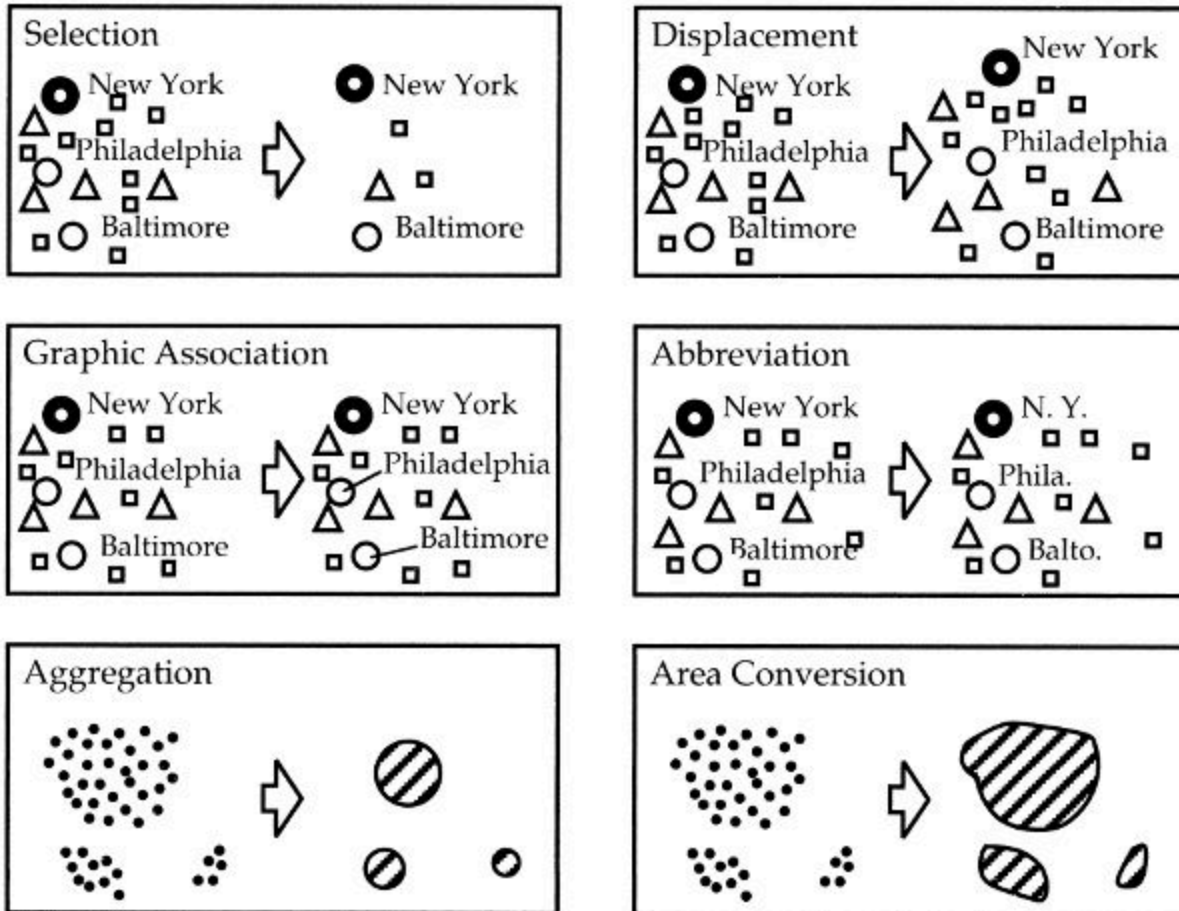 Selection
New York
New York
Philadelphia
Baltimore
Baltimore
Displacement
New York
New York
Philadelphia
Philadelphia
Baltimore
Baltimore
Graphic Association
New York
New York
Philadelphia
Philadelphia
Baltimore
Baltimore
Abbreviation
New York
N. Y.
Philadelphia
Phila.
Baltimore
Balto.
Aggregation
Area Conversion